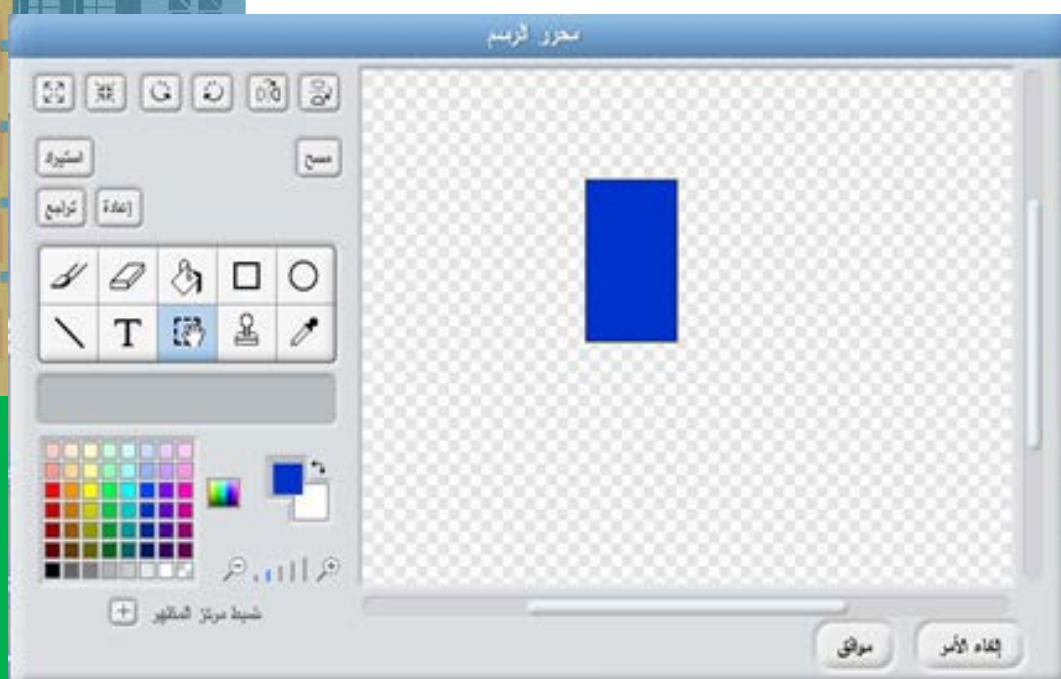 محرر الرسم
استيراد
مسح
تراجع
إعادة
T
ضبط مركز المظهر
موافق
إلغاء الأمر